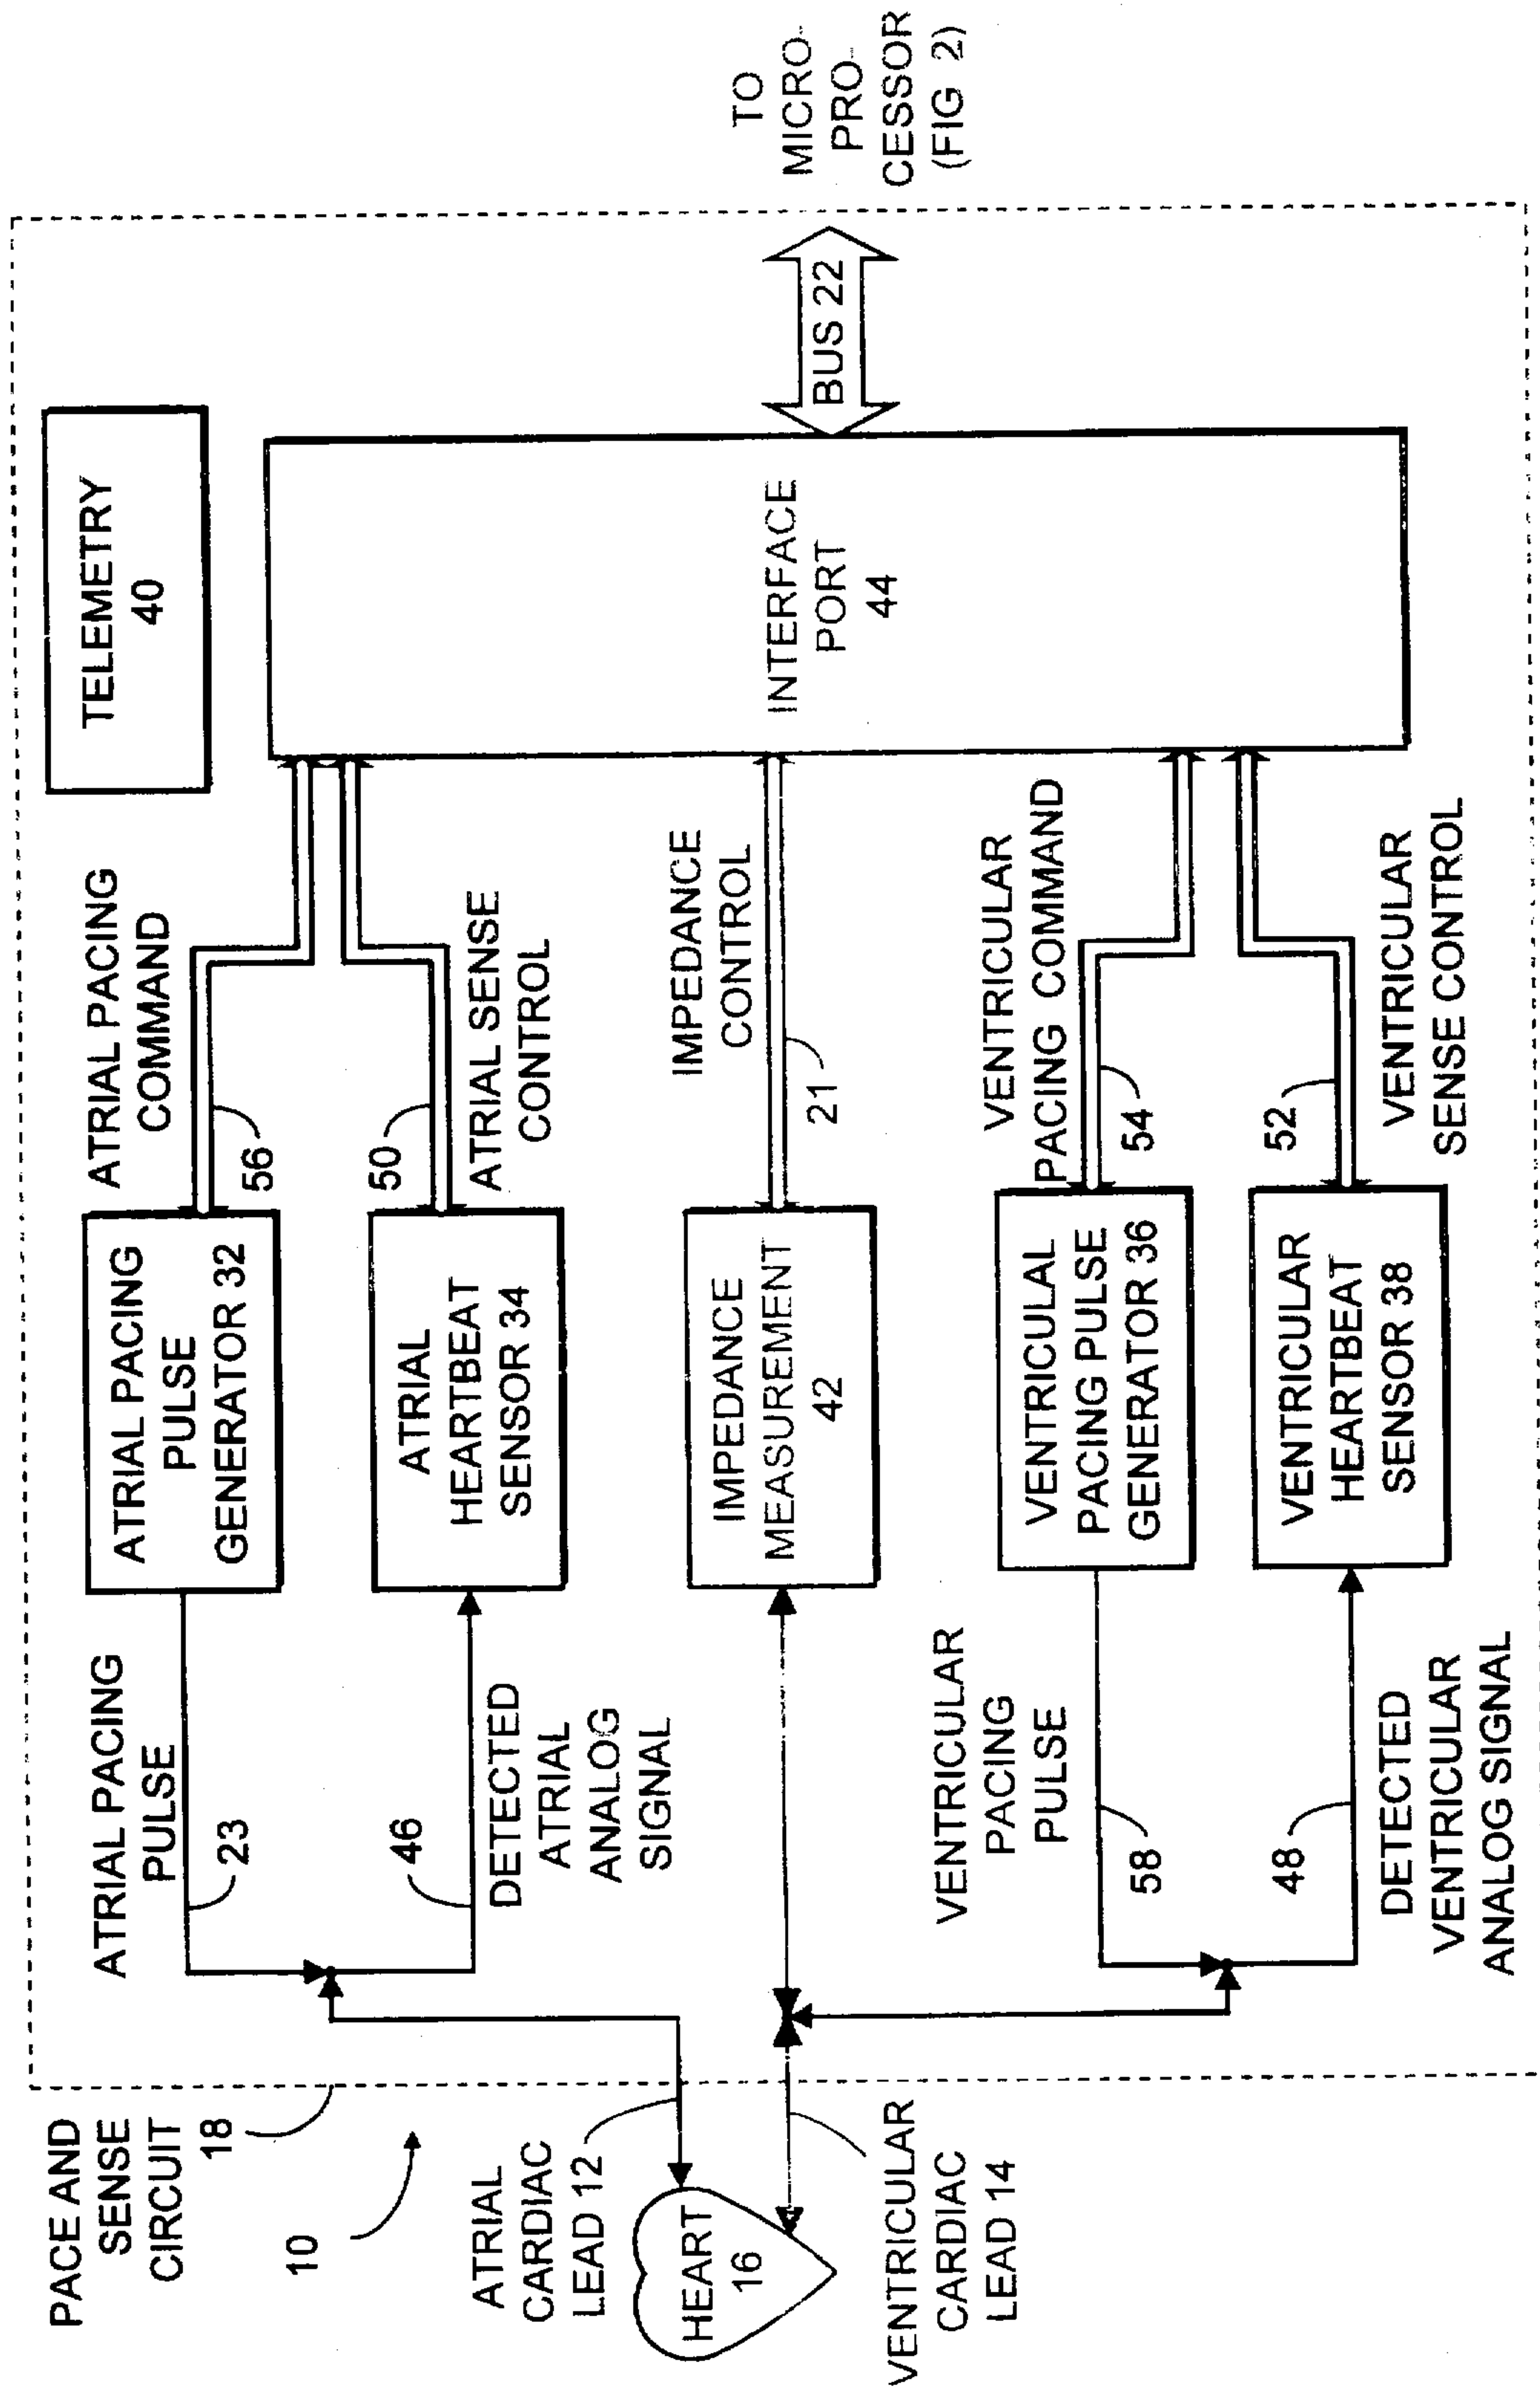 PACE AND
SENSE
CIRCUIT
18
10
ATRIAL
CARDIAC
LEAD 12
HEART
16
VENTRICULAR
CARDIAC
LEAD 14
ATRIAL PACING
PULSE
23
46
DETECTED
ATRIAL
ANALOG
SIGNAL
VENTRICULAR
PACING
PULSE
58
48
DETECTED
VENTRICULAR
ANALOG SIGNAL
ATRIAL PACING
PULSE
GENERATOR 32
ATRIAL
HEARTBEAT
SENSOR 34
IMPEDANCE
MEASUREMENT
42
VENTRICULAL
PACING PULSE
GENERATOR 36
VENTRICULAR
HEARTBEAT
SENSOR 38
ATRIAL PACING
COMMAND
56
50
ATRIAL SENSE
CONTROL
IMPEDANCE
CONTROL
21
VENTRICULAR
PACING COMMAND
54
52
VENTRICULAR
SENSE CONTROL
TELEMETRY
40
INTERFACE
PORT
44
BUS 22
TO
MICRO-
PRO-
CESSOR
(FIG 2)